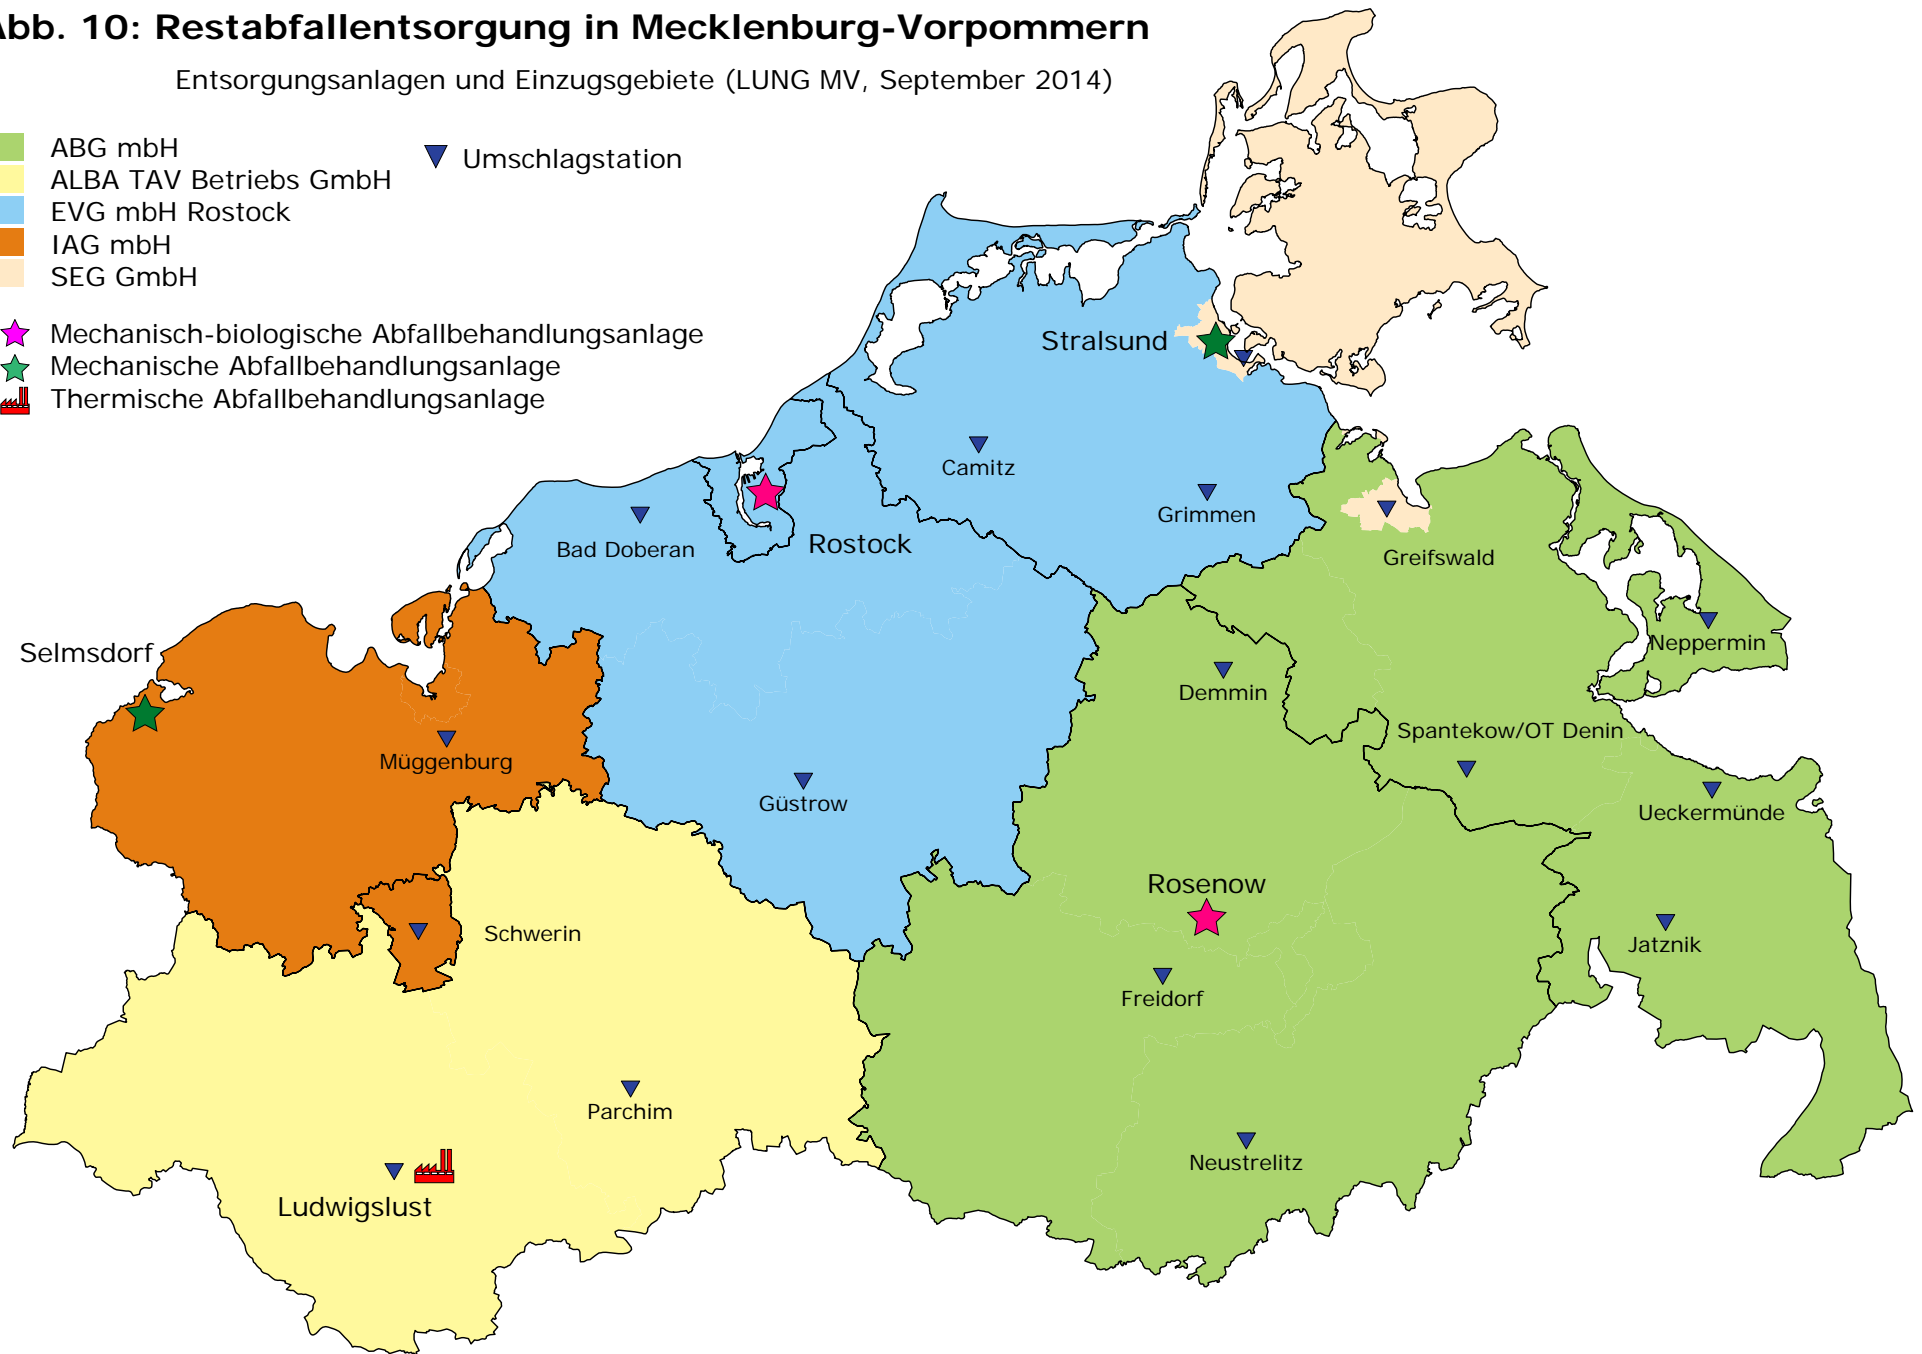 Abb. 10: Restabfallentsorgung in Mecklenburg-Vorpommern
Entsorgungsanlagen und Einzugsgebiete (LUNG MV, September 2014)
ABG mbH
ALBA TAV Betriebs GmbH
EVG mbH Rostock
IAG mbH
SEG GmbH
Umschlagstation
Mechanisch-biologische Abfallbehandlungsanlage
Mechanische Abfallbehandlungsanlage
Thermische Abfallbehandlungsanlage
Stralsund
Camitz
Grimmen
Bad Doberan
Rostock
Greifswald
Selmsdorf
Neppermin
Demmin
Spantekow/OT Denin
Müggenburg
Güstrow
Ueckermünde
Rosenow
Schwerin
Jatznik
Freidorf
Parchim
Neustrelitz
Ludwigslust